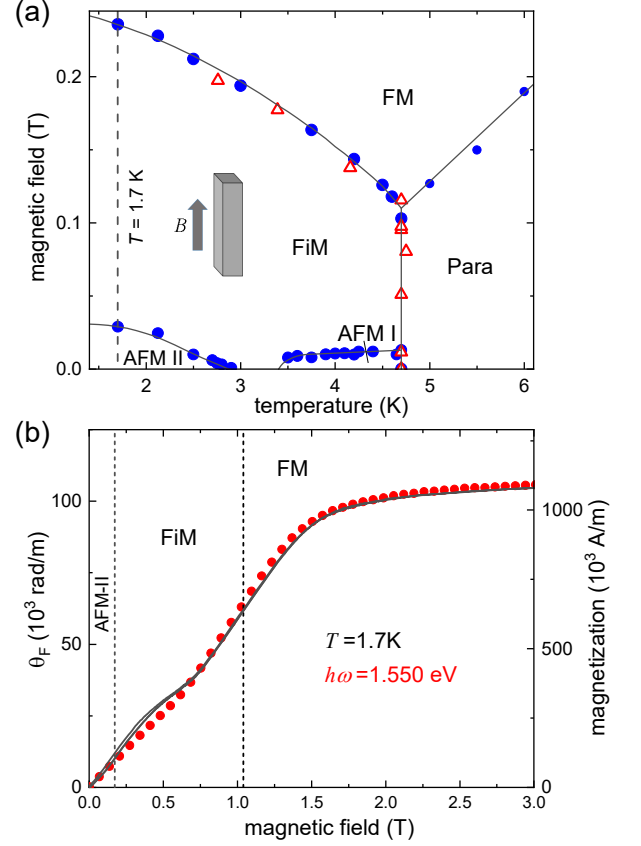 (a)
0.2
0.1
0.0
magnetic field (T)
T = 1.7 K
B
FM
FiM
Para
AFM I
AFM II
2
3
4
5
6
temperature (K)
(b)
100
50
0
θF (10³ rad/m)
AFM-II
FiM
FM
T =1.7K
ħω=1.550 eV
1000
500
0
magnetization (10³ A/m)
0.0
0.5
1.0
1.5
2.0
2.5
3.0
magnetic field (T)